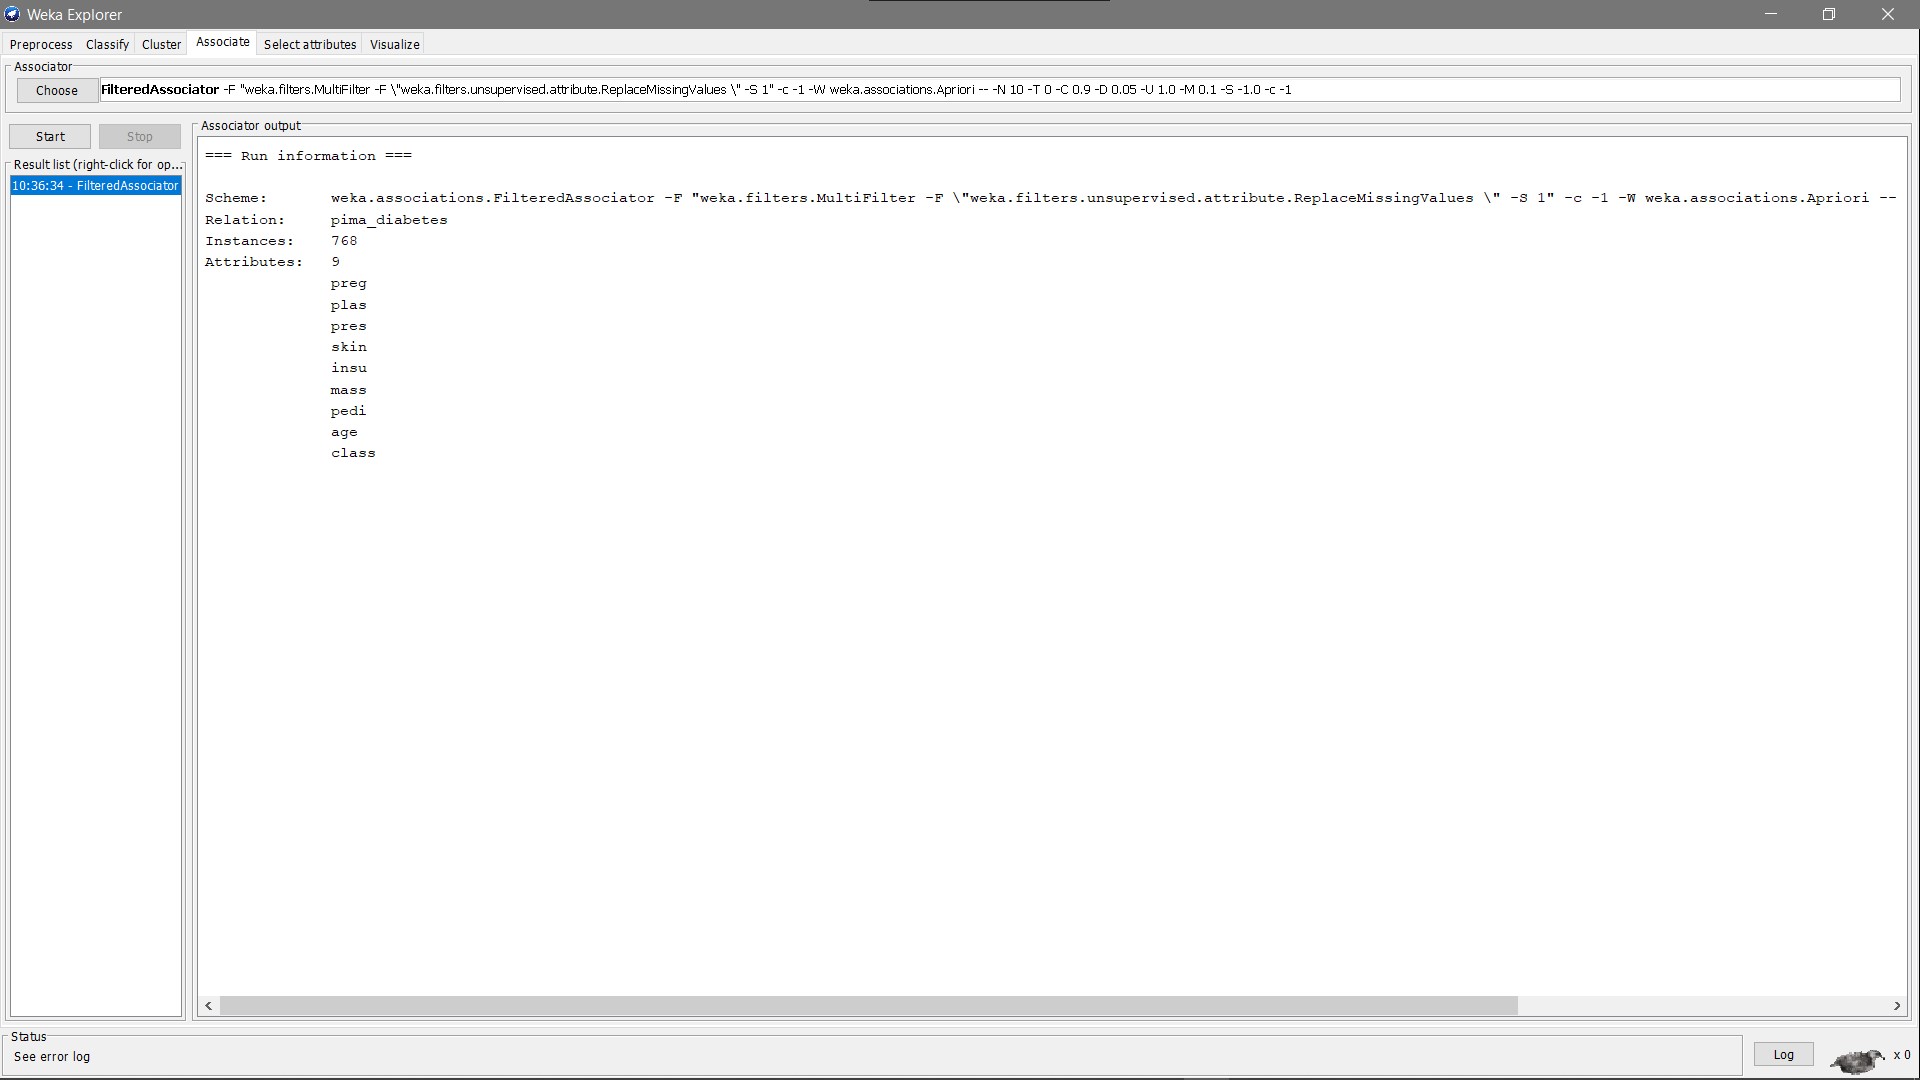 Weka Explorer
Preprocess Classify Cluster Associate Select attributes Visualize
Associator
Choose FilteredAssociator -F "weka.filters.MultiFilter -F \"weka.filters.unsupervised.attribute.ReplaceMissingValues \" -S 1" -c -1 -W weka.associations.Apriori -- -N 10 -T 0 -C 0.9 -D 0.05 -U 1.0 -M 0.1 -S -1.0 -c -1
Start Stop
Result list (right-click for op...
10:36:34 - FilteredAssociator
Associator output
=== Run information ===
Scheme: weka.associations.FilteredAssociator -F "weka.filters.MultiFilter -F \"weka.filters.unsupervised.attribute.ReplaceMissingValues \" -S 1" -c -1 -W weka.associations.Apriori --
Relation: pima_diabetes
Instances: 768
Attributes: 9
preg
plas
pres
skin
insu
mass
pedi
age
class
Status
See error log
Log
x 0